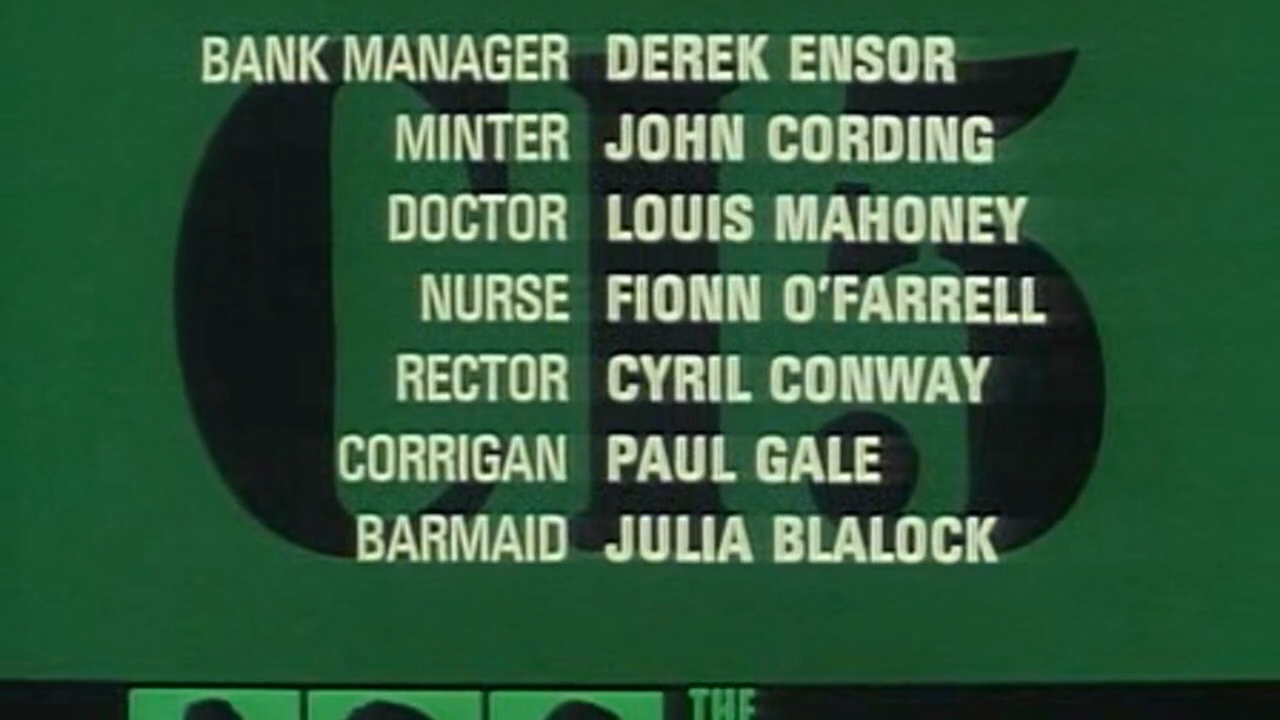 CI5
BANK MANAGER DEREK ENSOR
MINTER JOHN CORDING
DOCTOR LOUIS MAHONEY
NURSE FIONN O'FARRELL
RECTOR CYRIL CONWAY
CORRIGAN PAUL GALE
BARMAID JULIA BLALOCK
THE